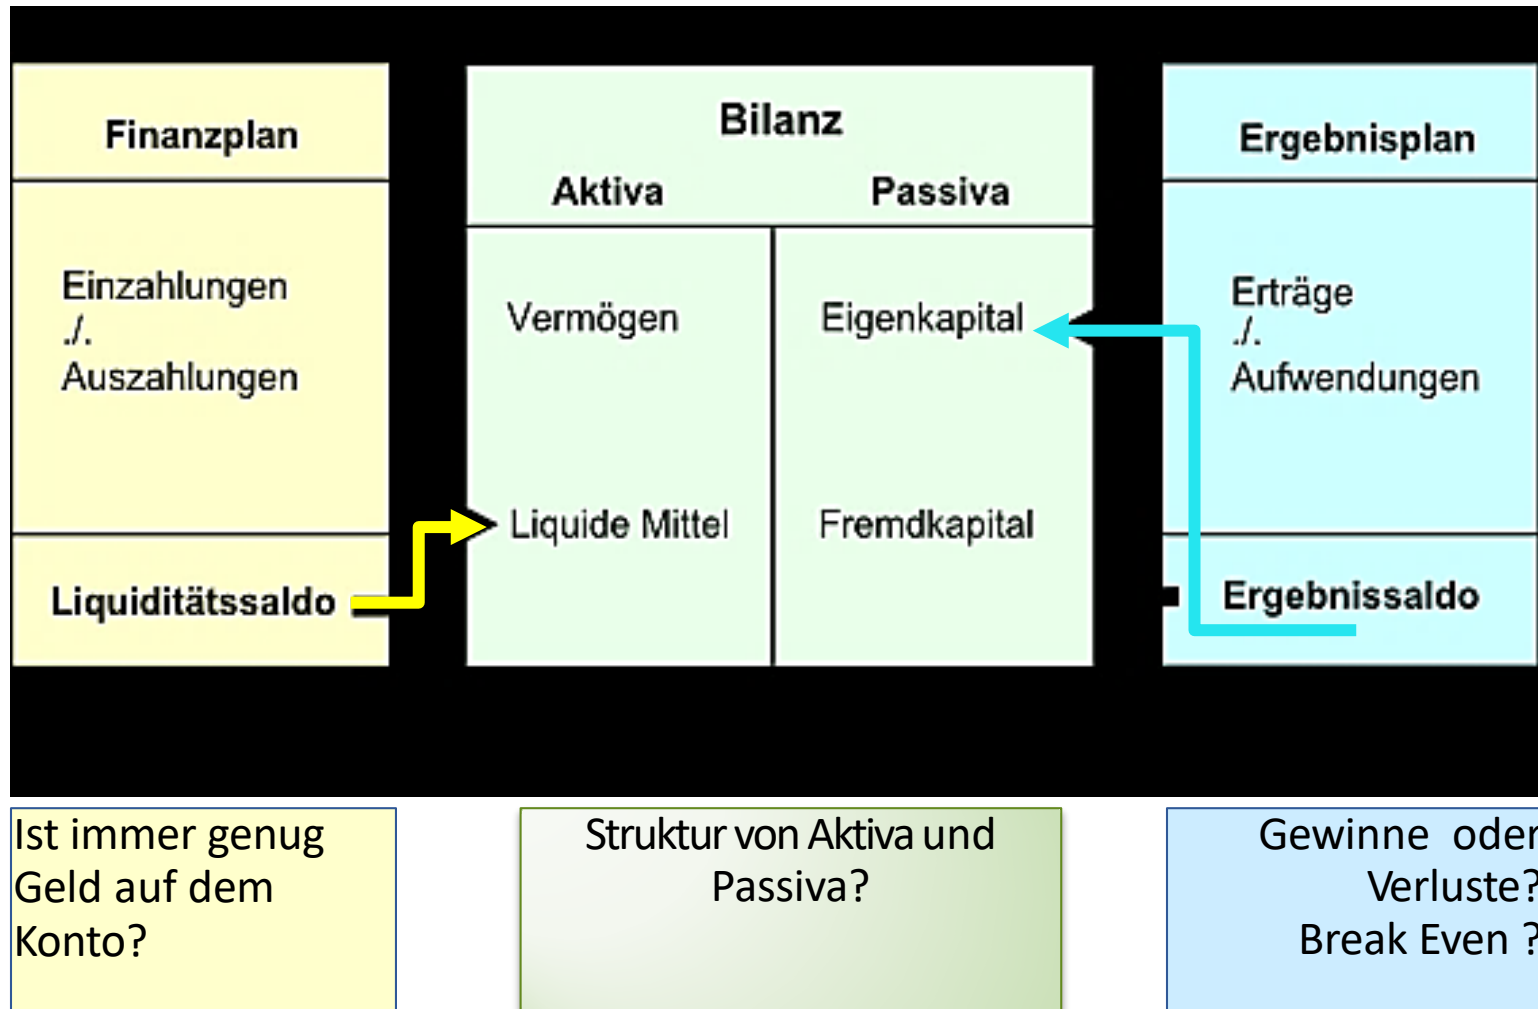 Finanzplan
Einzahlungen
./.
Auszahlungen
Liquiditätssaldo
Bilanz
Aktiva Passiva
Vermögen Eigenkapital
Liquide Mittel Fremdkapital
Ergebnisplan
Erträge
./.
Aufwendungen
Ergebnissaldo
Ist immer genug
Geld auf dem
Konto?
Struktur von Aktiva und
Passiva?
Gewinne oder
Verluste?
Break Even ?